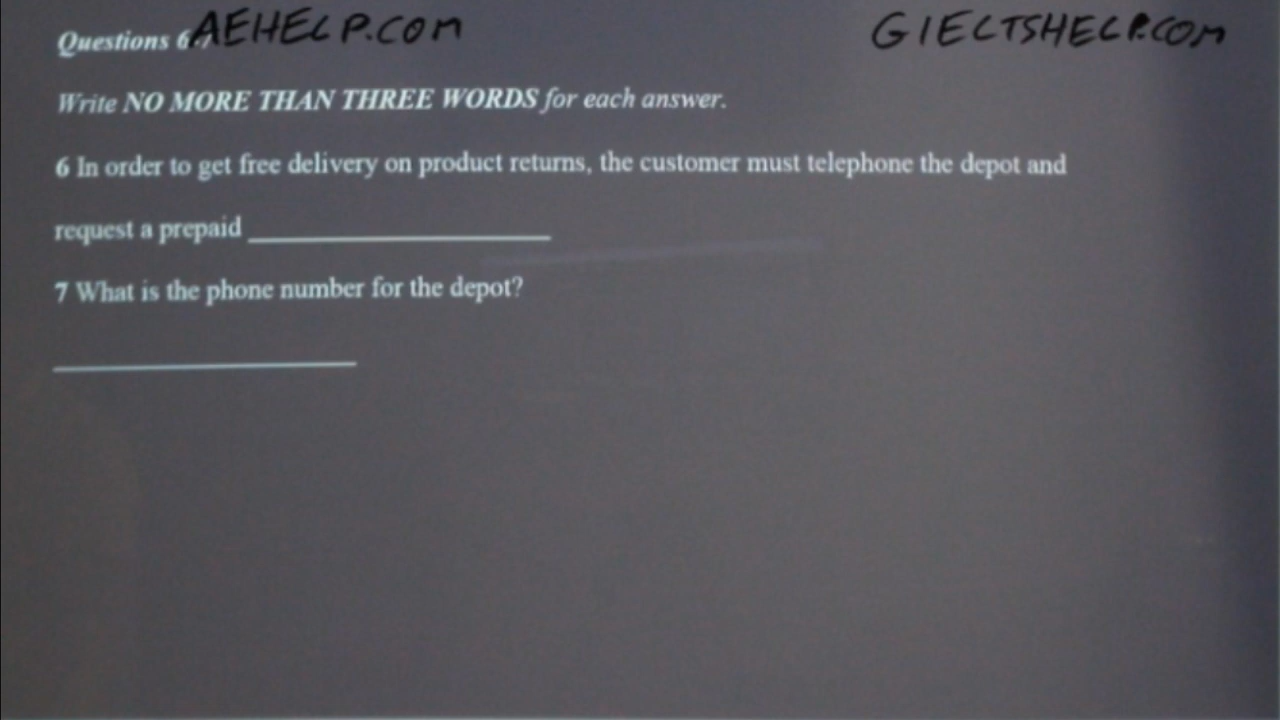 Questions 6-7
AEHELP.COM
GIELTSHELP.COM
Write NO MORE THAN THREE WORDS for each answer.
6 In order to get free delivery on product returns, the customer must telephone the depot and
request a prepaid
7 What is the phone number for the depot?